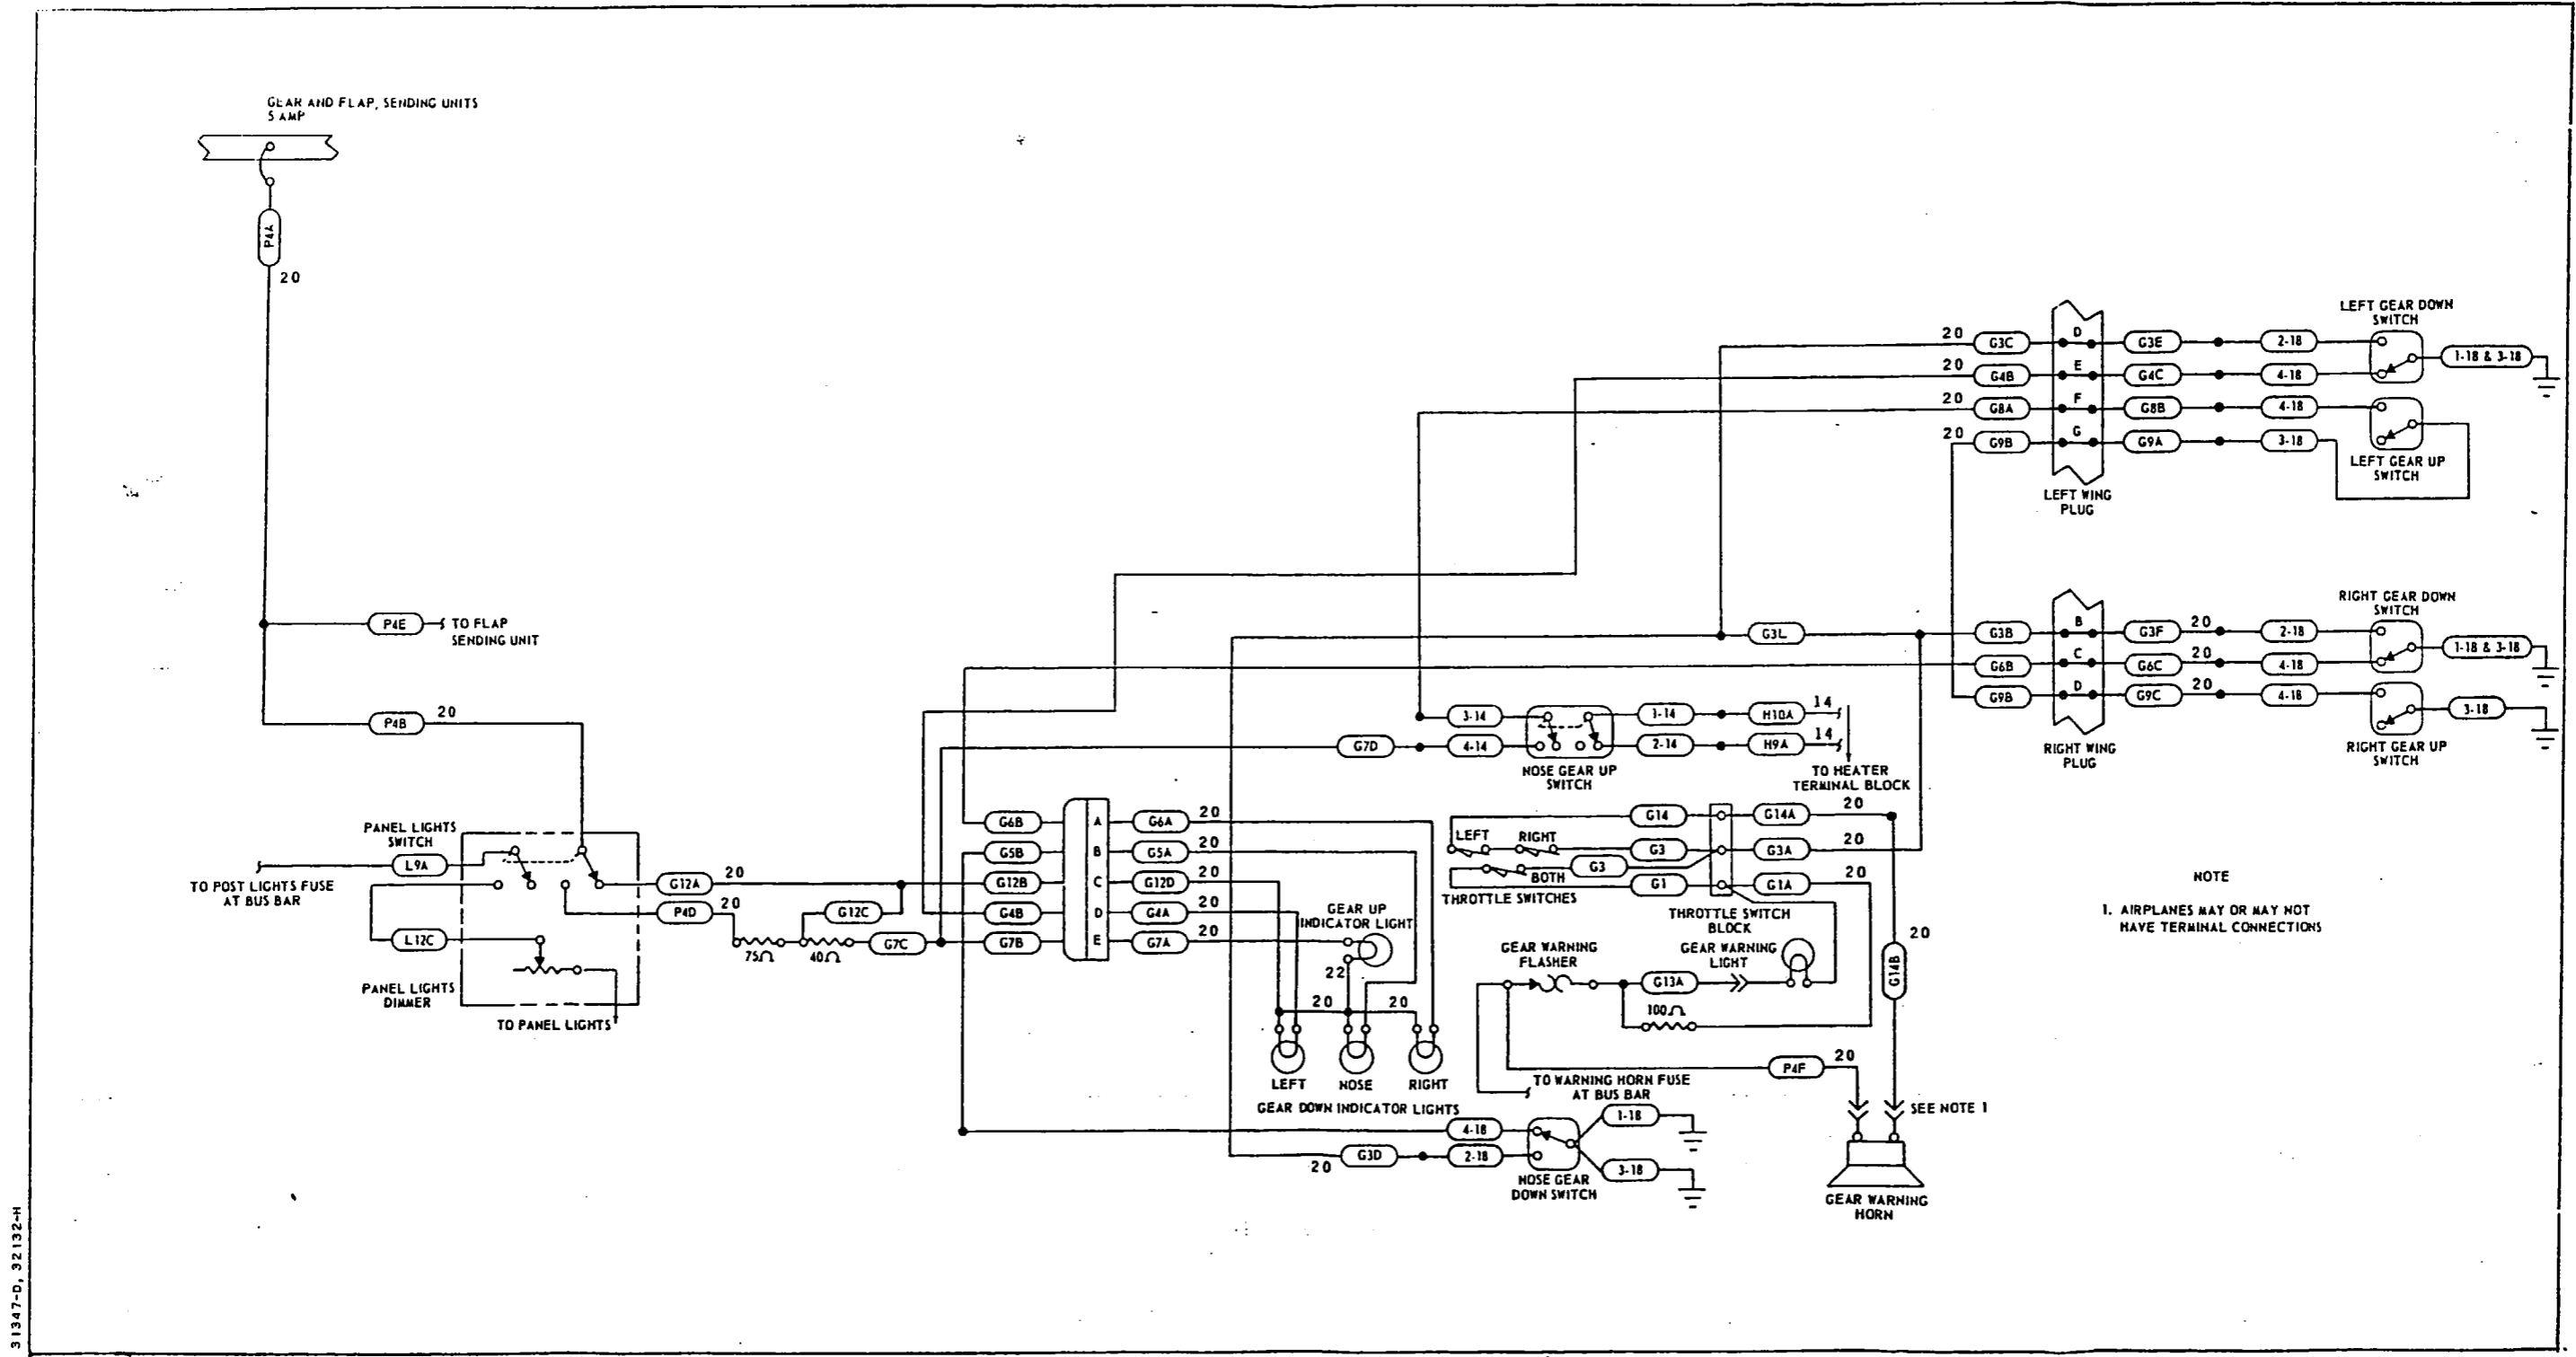 GEAR AND FLAP, SENDING UNITS
5 AMP
P4A
20
P4E
TO FLAP
SENDING UNIT
P4B
20
PANEL LIGHTS
SWITCH
L9A
TO POST LIGHTS FUSE
AT BUS BAR
L12C
PANEL LIGHTS
DIMMER
TO PANEL LIGHTS
G12A
20
P4D
20
G12C
75Ω
40Ω
G7C
G6B
G5B
G12B
G4B
G7B
A
B
C
D
E
G6A
20
G5A
20
G12D
20
G4A
20
G7A
20
GEAR UP
INDICATOR LIGHT
22
20
20
LEFT
NOSE
RIGHT
GEAR DOWN INDICATOR LIGHTS
G7D
3-14
4-14
1-14
2-14
H10A
14
H9A
14
NOSE GEAR UP
SWITCH
TO HEATER
TERMINAL BLOCK
LEFT
RIGHT
BOTH
THROTTLE SWITCHES
G14
G3
G3
G1
G14A
20
G3A
20
G1A
20
THROTTLE SWITCH
BLOCK
GEAR WARNING
FLASHER
GEAR WARNING
LIGHT
G13A
100Ω
G14B
20
P4F
20
TO WARNING HORN FUSE
AT BUS BAR
SEE NOTE 1
GEAR WARNING
HORN
4-18
20
G3D
2-18
1-18
3-18
NOSE GEAR
DOWN SWITCH
20
G3C
D
G3E
2-18
20
G4B
E
G4C
4-18
20
G8A
F
G8B
4-18
20
G9B
G
G9A
3-18
LEFT GEAR DOWN
SWITCH
1-18 & 3-18
LEFT GEAR UP
SWITCH
LEFT WING
PLUG
G3L
G3B
B
G3F
20
2-18
G6B
C
G6C
20
4-18
G9B
D
G9C
20
4-18
RIGHT GEAR DOWN
SWITCH
1-18 & 3-18
3-18
RIGHT GEAR UP
SWITCH
RIGHT WING
PLUG
NOTE
1. AIRPLANES MAY OR MAY NOT
HAVE TERMINAL CONNECTIONS
31347-D, 32132-H